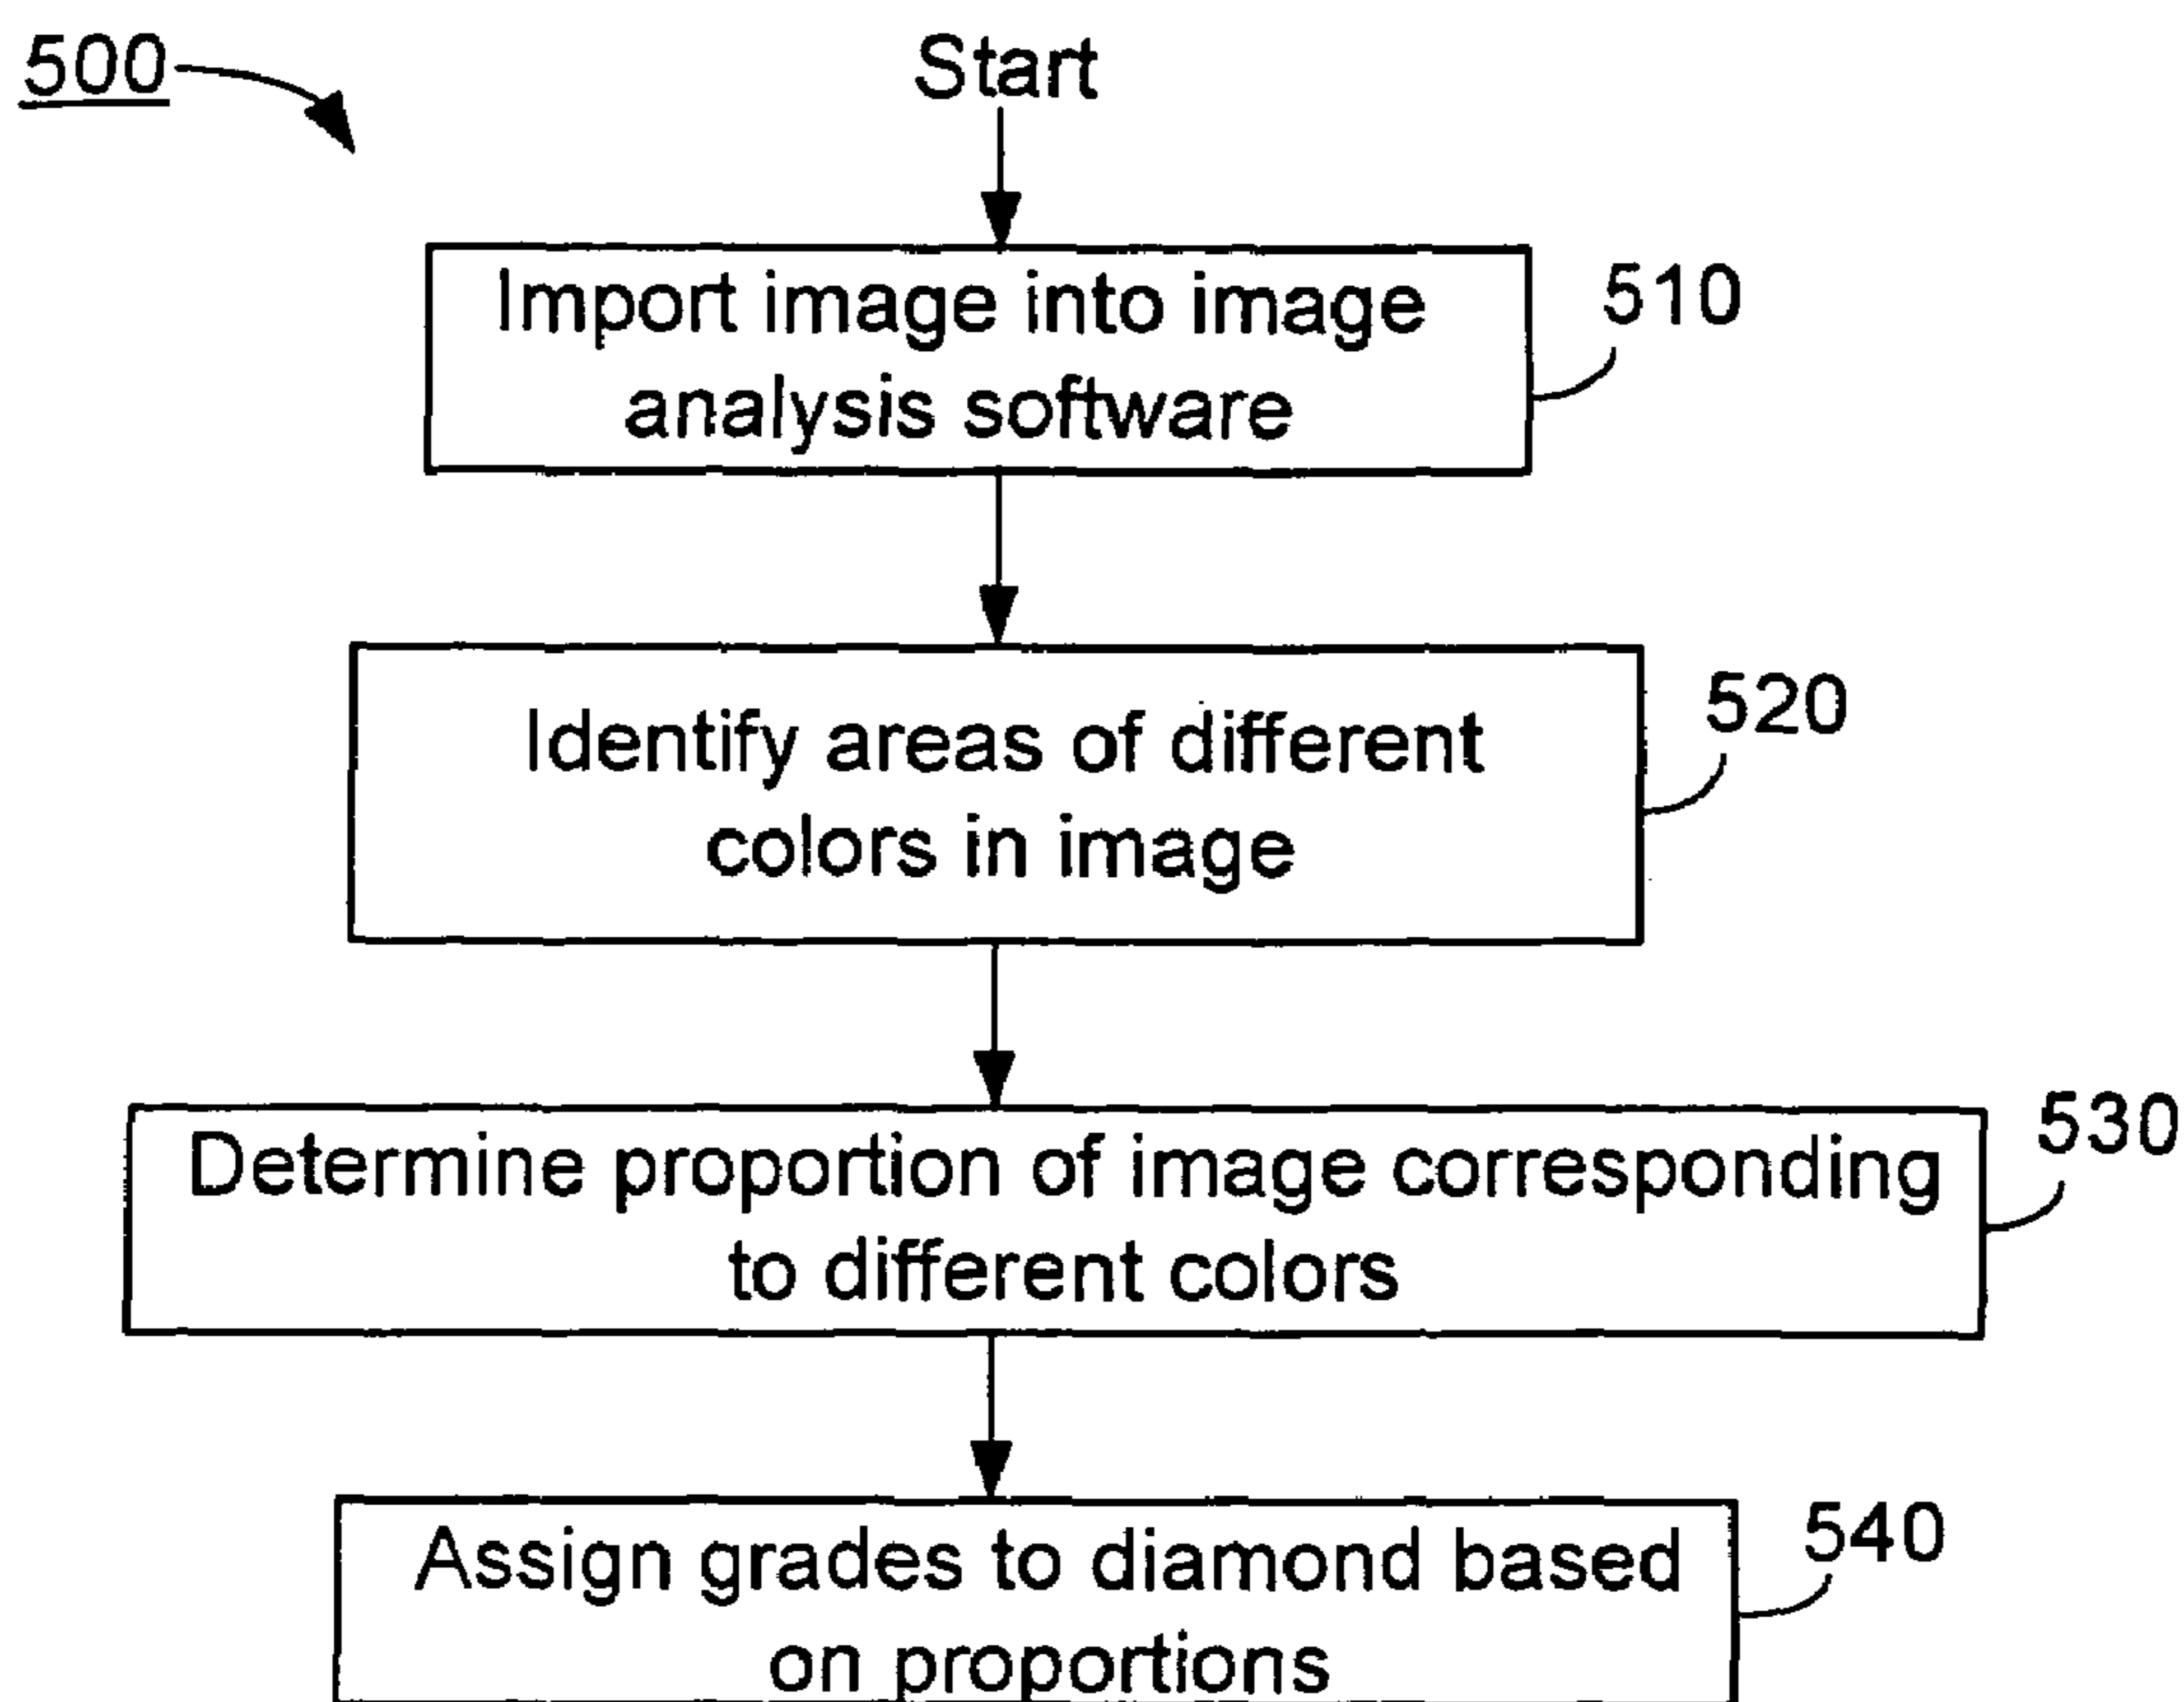 500
Start
Import image into image
analysis software
510
Identify areas of different
colors in image
520
Determine proportion of image corresponding
to different colors
530
Assign grades to diamond based
on proportions
540